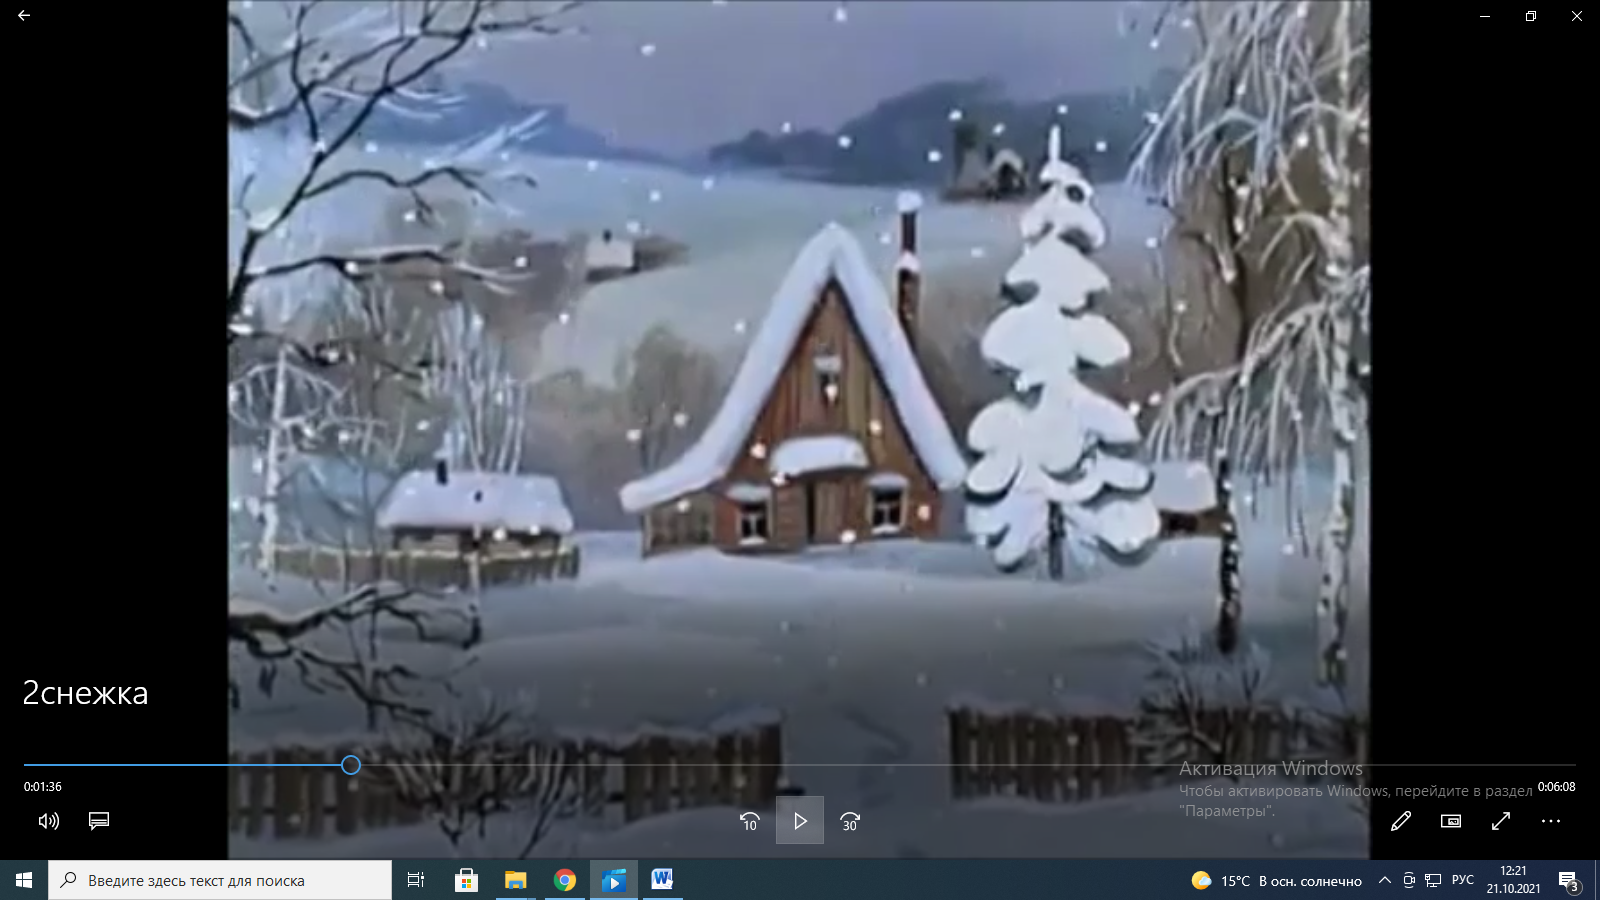 2снежка
0:01:36
0:06:08
Активация Windows
Чтобы активировать Windows, перейдите в раздел
"Параметры".
10
30
Введите здесь текст для поиска
W
15°C В осн. солнечно
РУС
12:21
21.10.2021
3